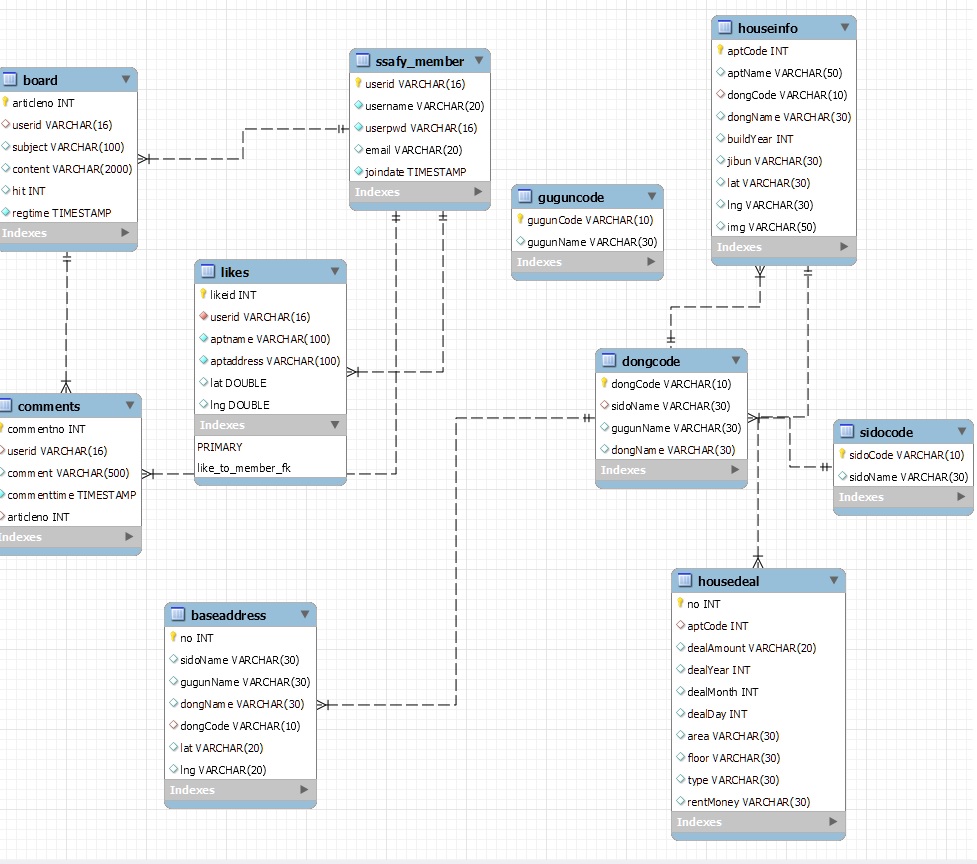 board
articleno INT
userid VARCHAR(16)
subject VARCHAR(100)
content VARCHAR(2000)
hit INT
regtime TIMESTAMP
Indexes
ssafy_member
userid VARCHAR(16)
username VARCHAR(20)
userpwd VARCHAR(16)
email VARCHAR(20)
joindate TIMESTAMP
Indexes
houseinfo
aptCode INT
aptName VARCHAR(50)
dongCode VARCHAR(10)
dongName VARCHAR(30)
buildYear INT
jibun VARCHAR(30)
lat VARCHAR(30)
lng VARCHAR(30)
img VARCHAR(50)
Indexes
guguncode
gugunCode VARCHAR(10)
gugunName VARCHAR(30)
Indexes
likes
likeid INT
userid VARCHAR(16)
aptname VARCHAR(100)
aptaddress VARCHAR(100)
lat DOUBLE
lng DOUBLE
Indexes
PRIMARY
like_to_member_fk
dongcode
dongCode VARCHAR(10)
sidoName VARCHAR(30)
gugunName VARCHAR(30)
dongName VARCHAR(30)
Indexes
comments
commentno INT
userid VARCHAR(16)
comment VARCHAR(500)
commenttime TIMESTAMP
articleno INT
Indexes
sidocode
sidoCode VARCHAR(10)
sidoName VARCHAR(30)
Indexes
baseaddress
no INT
sidoName VARCHAR(30)
gugunName VARCHAR(30)
dongName VARCHAR(30)
dongCode VARCHAR(10)
lat VARCHAR(20)
lng VARCHAR(20)
Indexes
housedeal
no INT
aptCode INT
dealAmount VARCHAR(20)
dealYear INT
dealMonth INT
dealDay INT
area VARCHAR(30)
floor VARCHAR(30)
type VARCHAR(30)
rentMoney VARCHAR(30)
Indexes